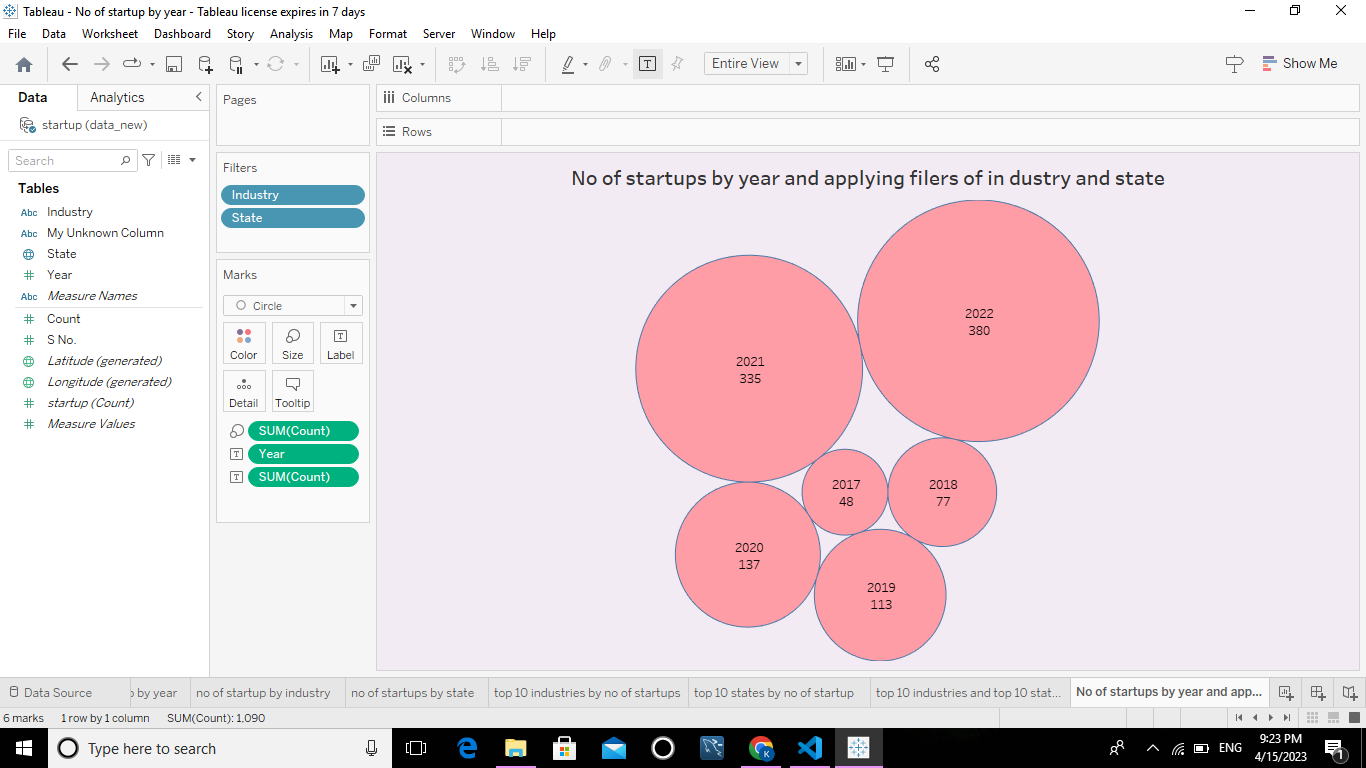 Tableau - No of startup by year - Tableau license expires in 7 days
File Data Worksheet Dashboard Story Analysis Map Format Server Window Help
Entire View
Show Me
Data
Analytics
startup (data_new)
Search
Tables
Abc Industry
Abc My Unknown Column
State
Year
Abc Measure Names
Count
S No.
Latitude (generated)
Longitude (generated)
startup (Count)
Measure Values
Pages
Filters
Industry
State
Marks
Circle
Color Size Label
Detail Tooltip
SUM(Count)
Year
SUM(Count)
Columns
Rows
No of startups by year and applying filers of in dustry and state
2022
380
2021
335
2017
48
2018
77
2020
137
2019
113
Data Source by year no of startup by industry no of startups by state top 10 industries by no of startups top 10 states by no of startup top 10 industries and top 10 stat... No of startups by year and app...
6 marks 1 row by 1 column SUM(Count): 1,090
Type here to search
ENG
9:23 PM
4/15/2023
1